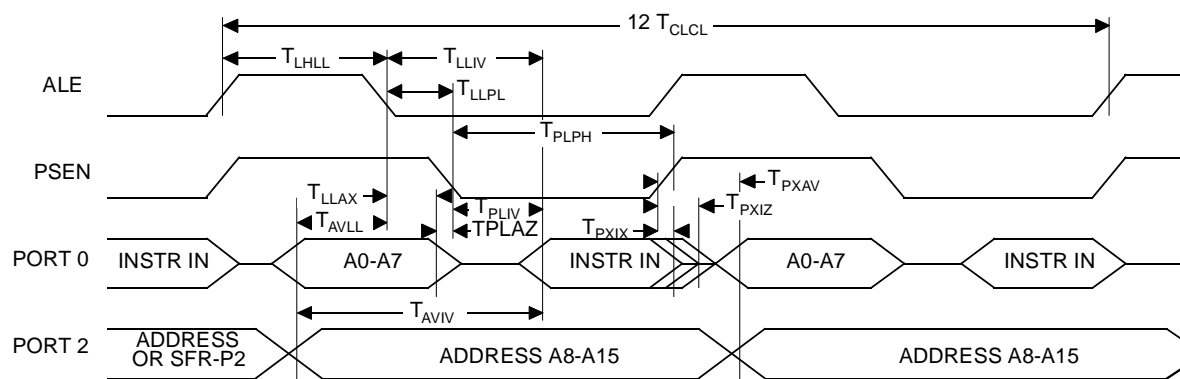 12 TCLCL
TLHLL
TLLIV
ALE
TLLPL
TPLPH
PSEN
TLLAX
TPXAV
TPLIV
TPXIZ
TAVLL
TPLAZ
TPXIX
PORT 0
INSTR IN
A0-A7
INSTR IN
A0-A7
INSTR IN
TAVIV
PORT 2
ADDRESS
OR SFR-P2
ADDRESS A8-A15
ADDRESS A8-A15